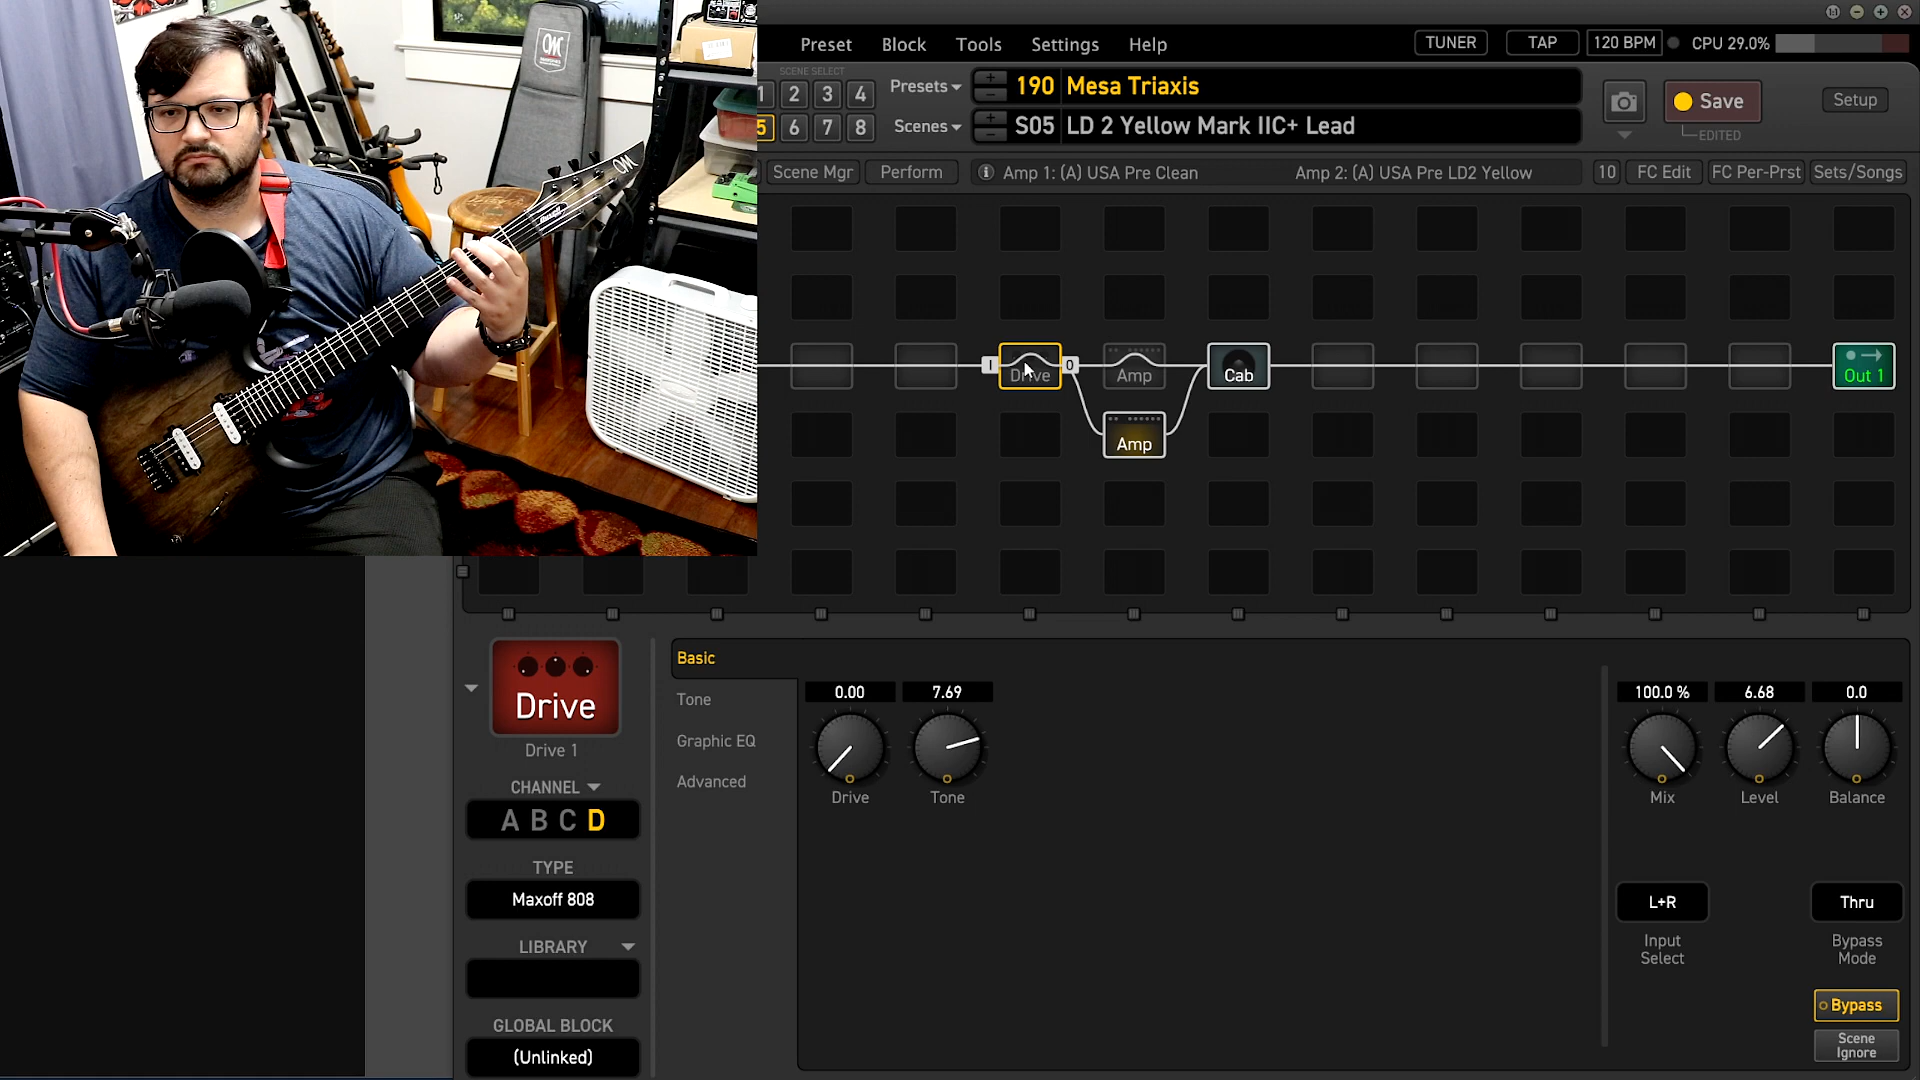 Preset Block Tools Settings Help TUNER TAP 120 BPM CPU 29.0%
SCENE SELECT
1 2 3 4 Presets + - 190 Mesa Triaxis Save Setup
5 6 7 8 Scenes + - S05 LD 2 Yellow Mark IIC+ Lead EDITED
Scene Mgr Perform Amp 1: (A) USA Pre Clean Amp 2: (A) USA Pre LD2 Yellow 10 FC Edit FC Per-Prst Sets/Songs
I Drive O Amp Cab Out 1
Amp
Drive
Drive 1
CHANNEL
A B C D
TYPE
Maxoff 808
LIBRARY
GLOBAL BLOCK
(Unlinked)
Basic
Tone
Graphic EQ
Advanced
0.00 7.69
Drive Tone
100.0 % 6.68 0.0
Mix Level Balance
L+R Thru
Input Bypass
Select Mode
Bypass
Scene
Ignore